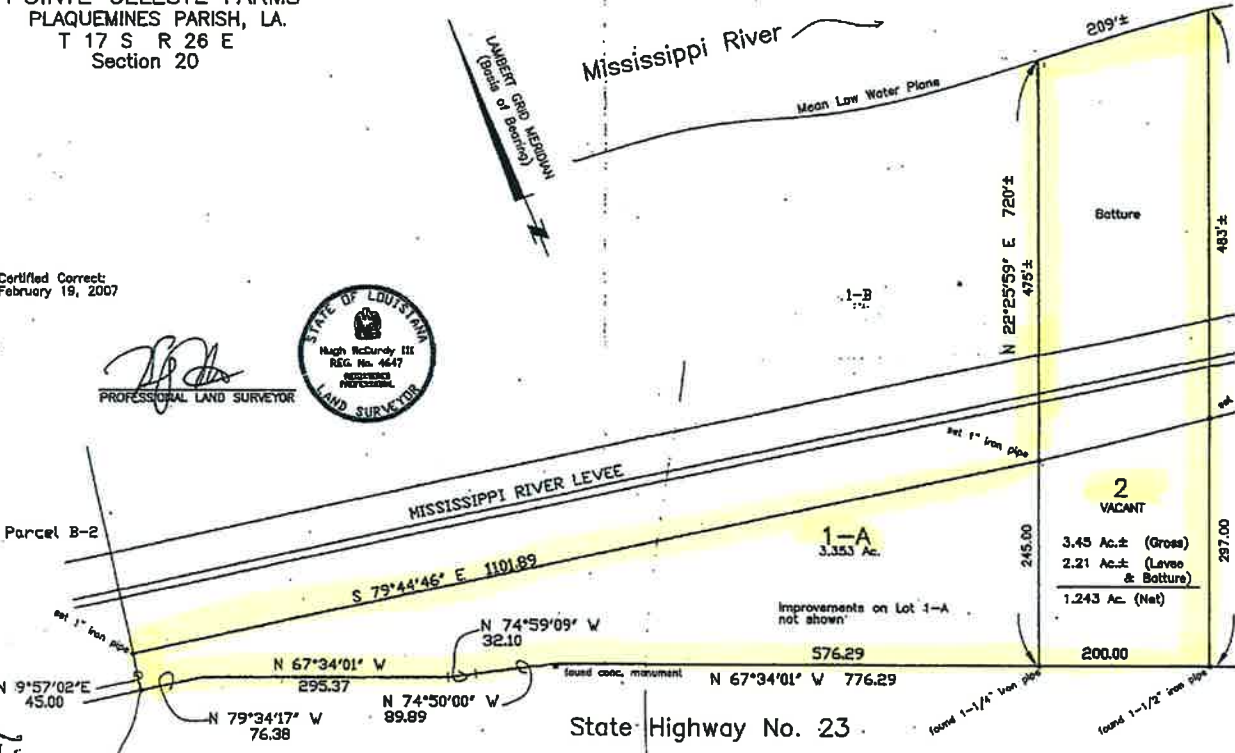 POINTE CELESTE FARMS
PLAQUEMINES PARISH, LA.
T 17 S R 26 E
Section 20
LAMBERT GRID MERIDIAN
(Basis of Bearing)
N
Mississippi River
Mean Low Water Plane
209'±
Batture
N 22°25'59" E 720'±
475'±
483'±
1-B
Certified Correct:
February 19, 2007
PROFESSIONAL LAND SURVEYOR
STATE OF LOUISIANA
Hugh McCurdy III
REG. No. 4647
REGISTERED
PROFESSIONAL
LAND SURVEYOR
MISSISSIPPI RIVER LEVEE
set 1" iron pipe
set
Parcel B-2
S 79°44'46" E 1101.89
1-A
3.353 Ac.
2
VACANT
3.45 Ac.± (Gross)
2.21 Ac.± (Levee
& Batture)
1.243 Ac. (Net)
245.00
297.00
Improvements on Lot 1-A
not shown
set 1" iron pipe
N 74°59'09" W
32.10
N 67°34'01" W
295.37
576.29
200.00
found conc. monument
N 67°34'01" W 776.29
N 9°57'02"E
45.00
N 79°34'17" W
76.38
N 74°50'00" W
89.89
State Highway No. 23
found 1-1/4" iron pipe
found 1-1/2" iron pipe